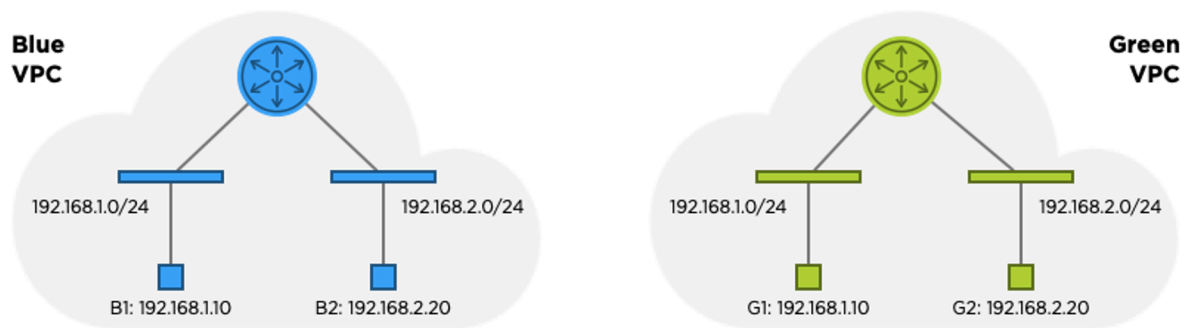 Blue
VPC
Green
VPC
192.168.1.0/24
192.168.2.0/24
192.168.1.0/24
192.168.2.0/24
B1: 192.168.1.10
B2: 192.168.2.20
G1: 192.168.1.10
G2: 192.168.2.20